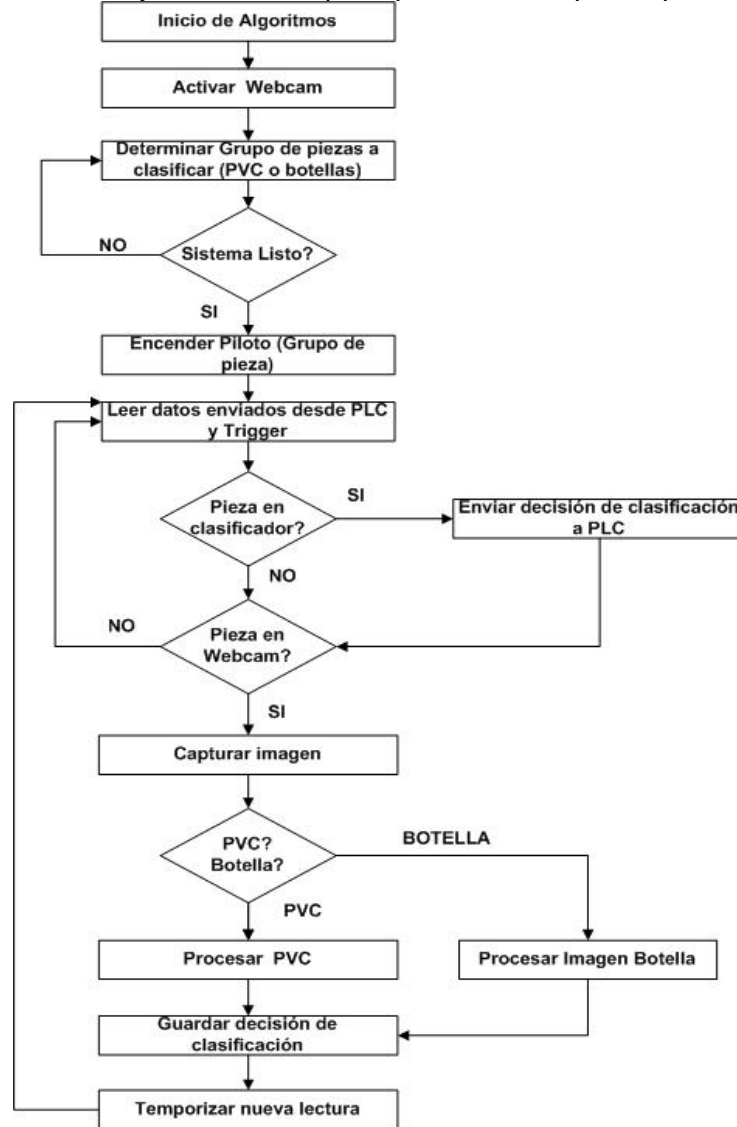 Inicio de Algoritmos
Activar Webcam
Determinar Grupo de piezas a
clasificar (PVC o botellas)
NO
Sistema Listo?
SI
Encender Piloto (Grupo de
pieza)
Leer datos enviados desde PLC
y Trigger
Pieza en
clasificador?
SI
Enviar decisión de clasificación
a PLC
NO
NO
Pieza en
Webcam?
SI
Capturar imagen
PVC?
Botella?
BOTELLA
PVC
Procesar PVC
Procesar Imagen Botella
Guardar decisión de
clasificación
Temporizar nueva lectura